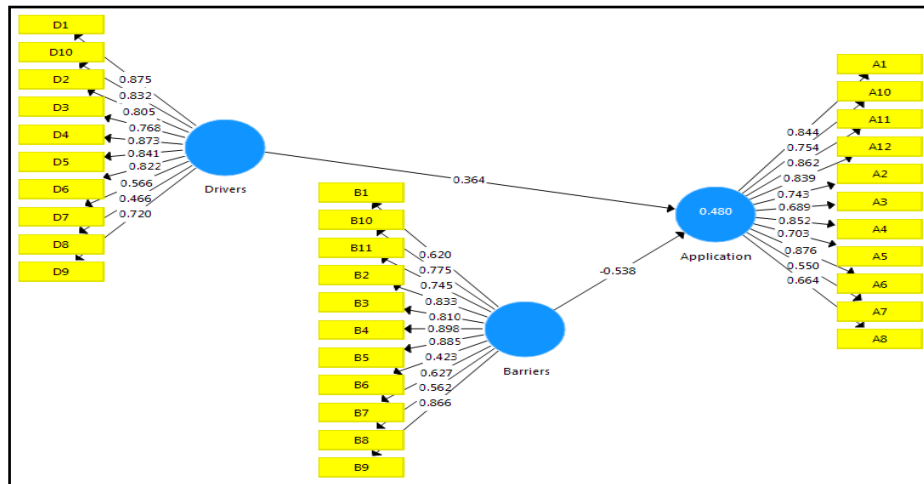 D1
D10
D2
D3
D4
D5
D6
D7
D8
D9
0.875
0.832
0.805
0.768
0.873
0.841
0.822
0.566
0.466
0.720
Drivers
0.364
B1
B10
B11
B2
B3
B4
B5
B6
B7
B8
B9
0.620
0.775
0.745
0.833
0.810
0.898
0.885
0.423
0.627
0.562
0.866
Barriers
-0.538
0.480
Application
0.844
0.754
0.862
0.839
0.743
0.689
0.852
0.703
0.876
0.550
0.664
A1
A10
A11
A12
A2
A3
A4
A5
A6
A7
A8